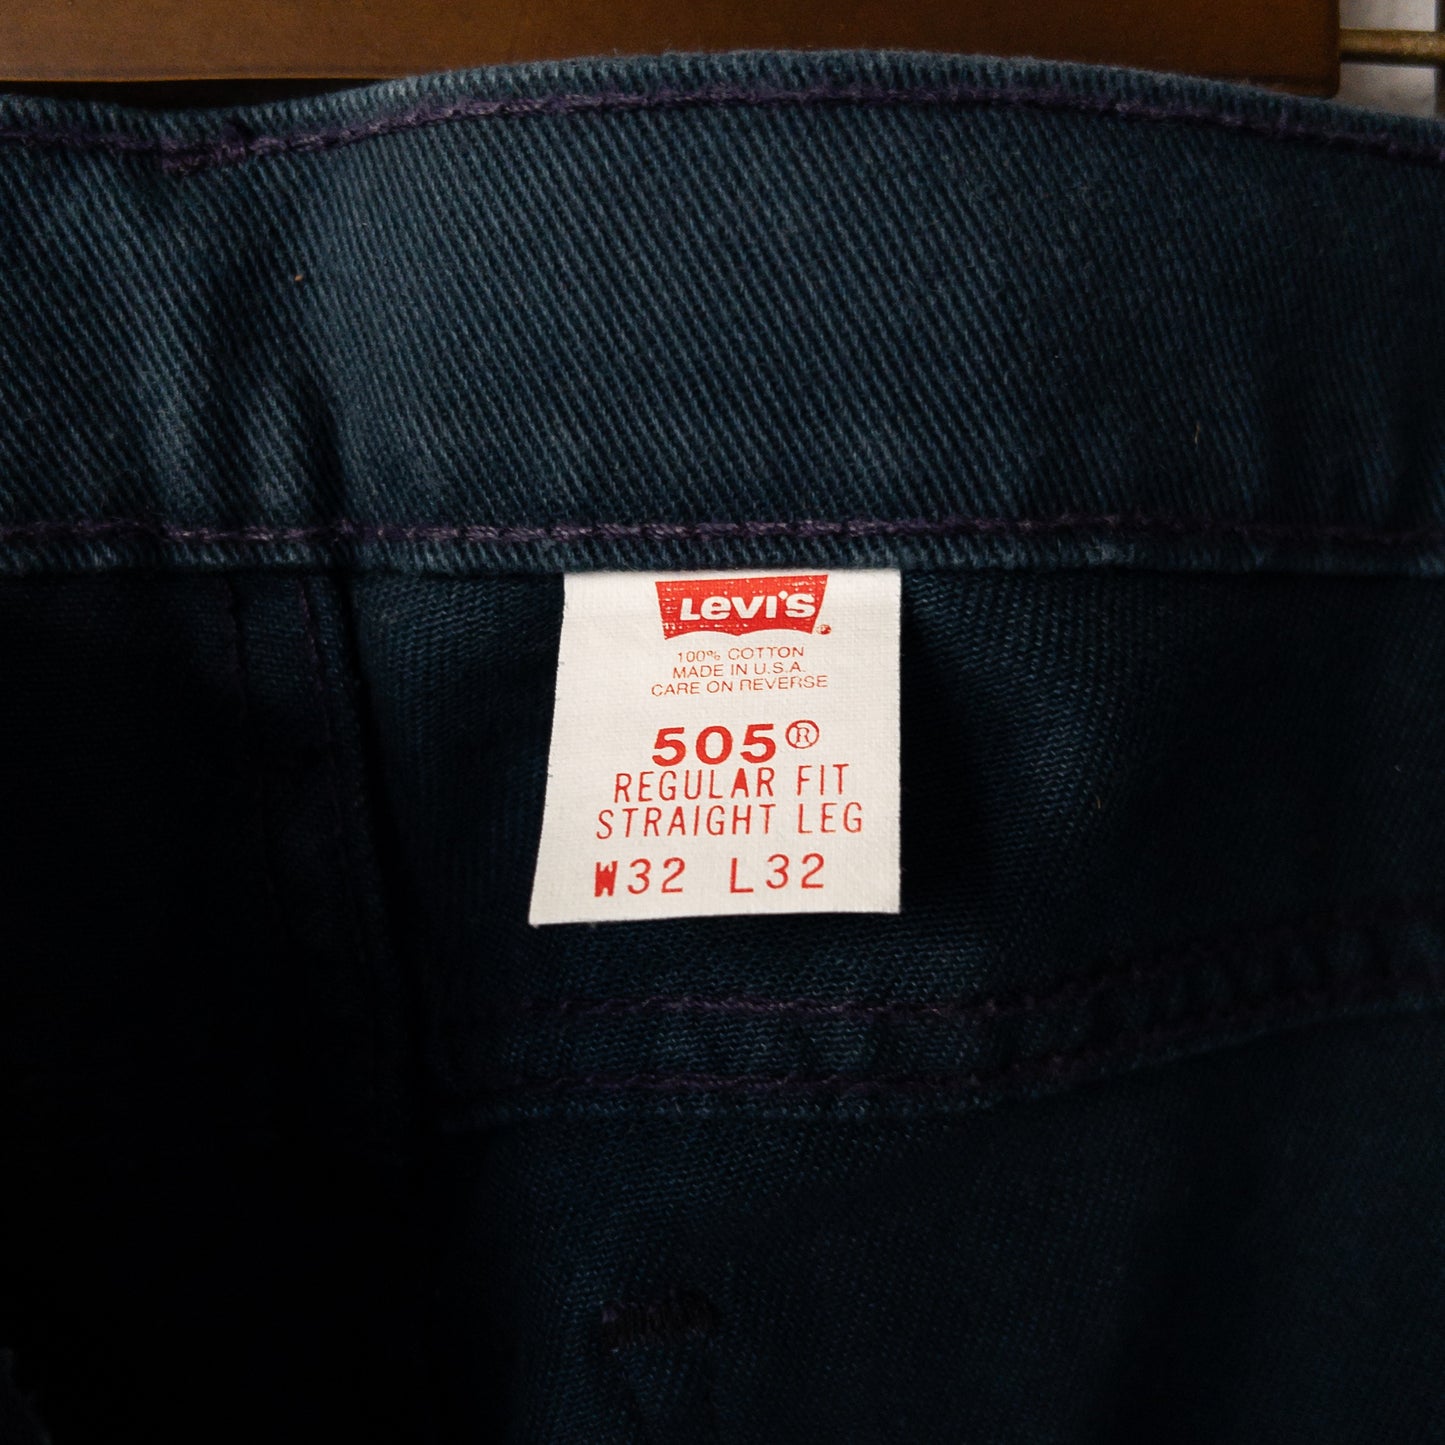 Levi's
100% COTTON
MADE IN U.S.A.
CARE ON REVERSE
505®
REGULAR FIT
STRAIGHT LEG
W32 L32